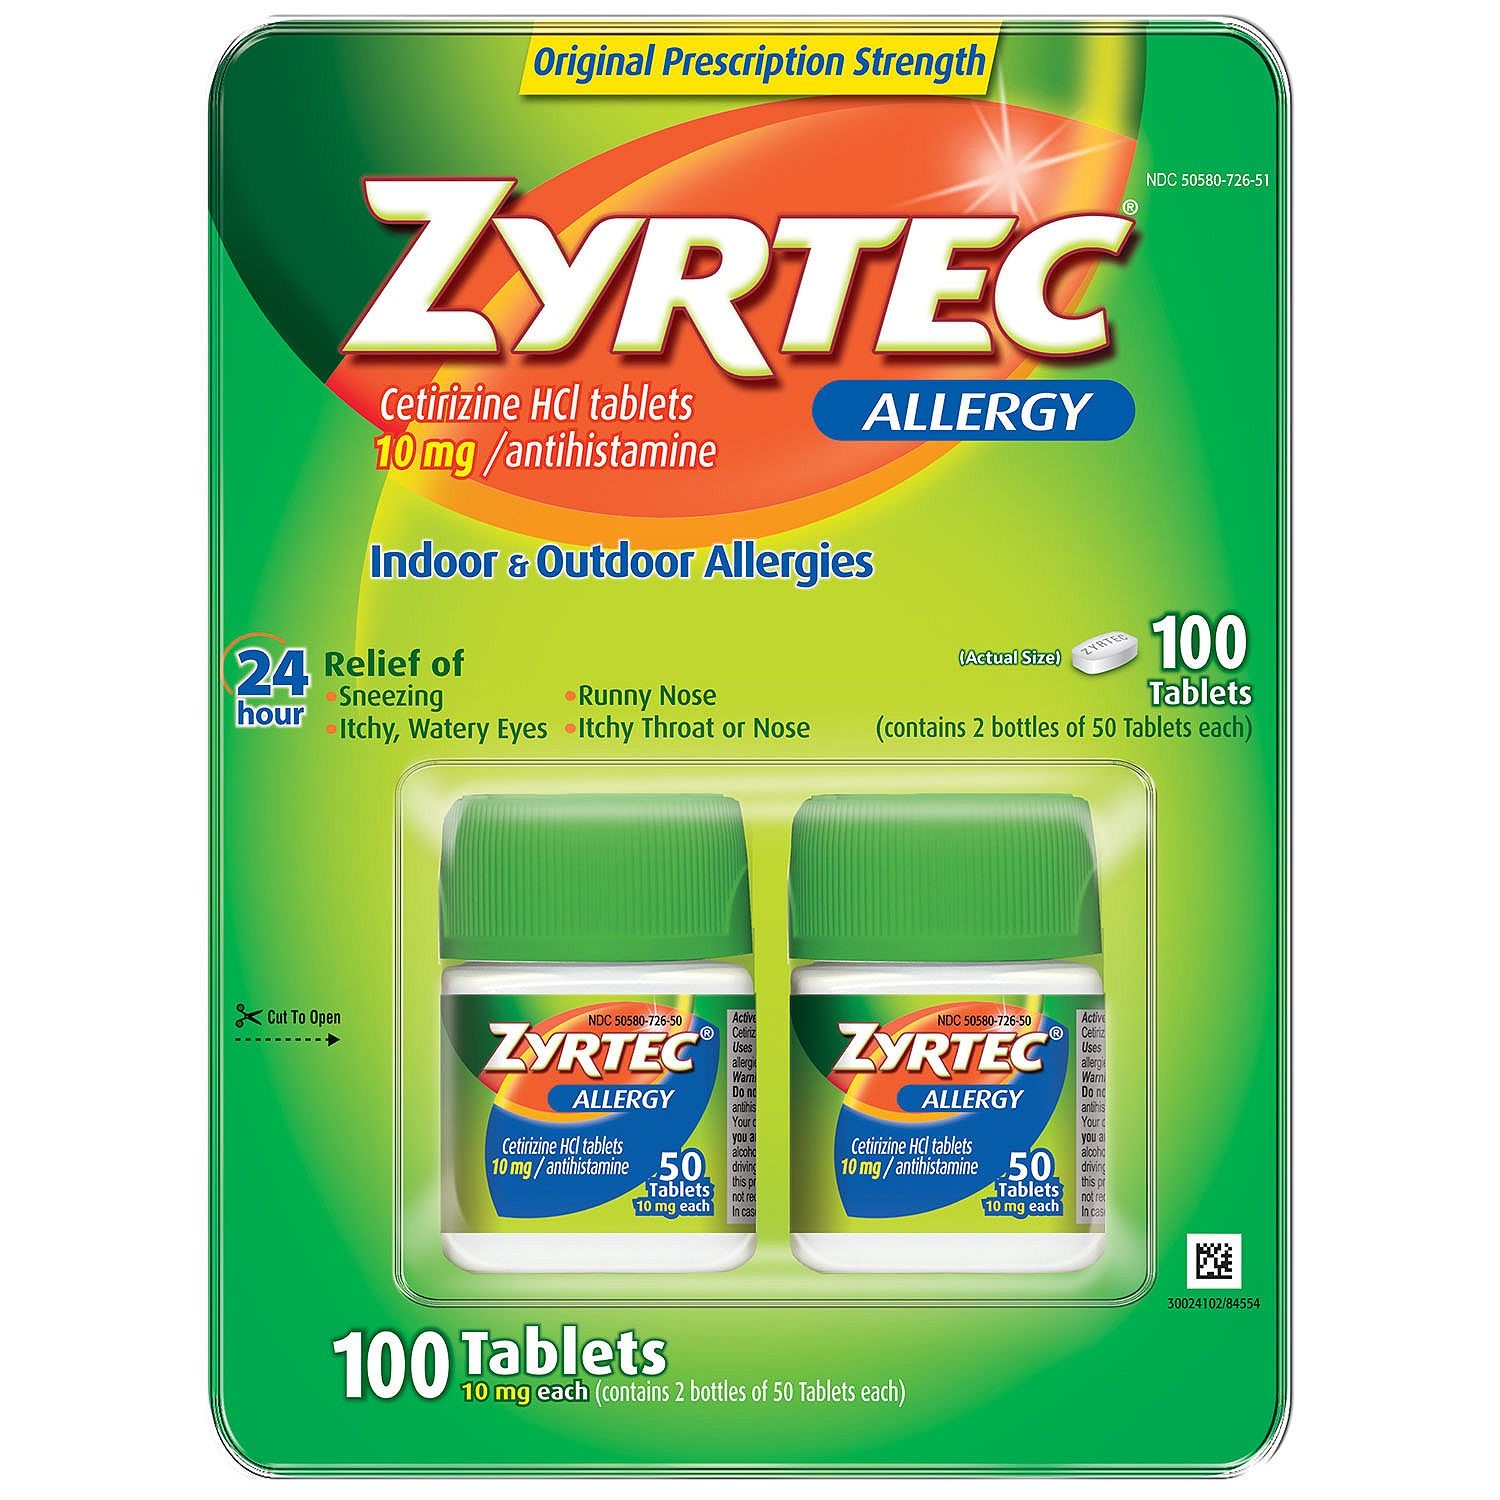 Original Prescription Strength
NDC 50580-726-51
ZYRTEC®
ALLERGY
Cetirizine HCl tablets
10 mg /antihistamine
Indoor & Outdoor Allergies
24
hour
Relief of
•Sneezing
•Runny Nose
•Itchy, Watery Eyes
•Itchy Throat or Nose
(Actual Size)
ZYRTEC
100
Tablets
(contains 2 bottles of 50 Tablets each)
Cut To Open
NDC 50580-726-50
ZYRTEC®
ALLERGY
Cetirizine HCl tablets
10 mg / antihistamine
50
Tablets
10 mg each
Uses
NDC 50580-726-50
ZYRTEC®
ALLERGY
Cetirizine HCl tablets
10 mg / antihistamine
50
Tablets
10 mg each
Uses
30024102/84554
100 Tablets
10 mg each (contains 2 bottles of 50 Tablets each)